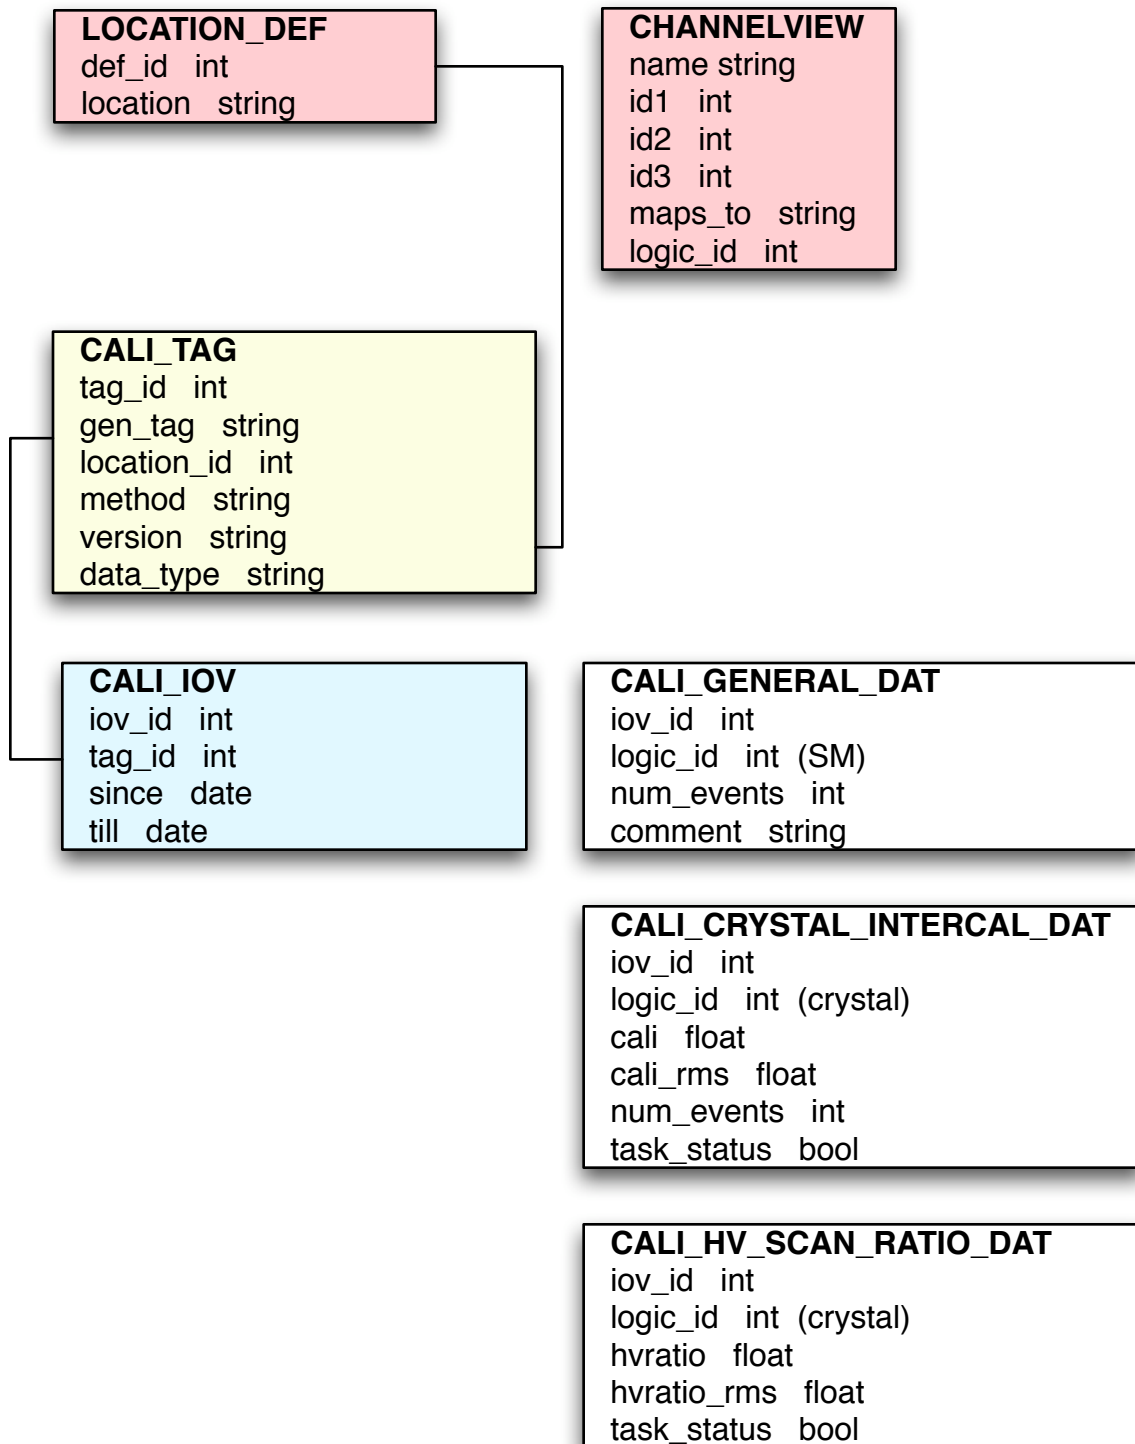 LOCATION_DEF
def_id int
location string
CHANNELVIEW
name string
id1 int
id2 int
id3 int
maps_to string
logic_id int
CALI_TAG
tag_id int
gen_tag string
location_id int
method string
version string
data_type string
CALI_IOV
iov_id int
tag_id int
since date
till date
CALI_GENERAL_DAT
iov_id int
logic_id int (SM)
num_events int
comment string
CALI_CRYSTAL_INTERCAL_DAT
iov_id int
logic_id int (crystal)
cali float
cali_rms float
num_events int
task_status bool
CALI_HV_SCAN_RATIO_DAT
iov_id int
logic_id int (crystal)
hvratio float
hvratio_rms float
task_status bool